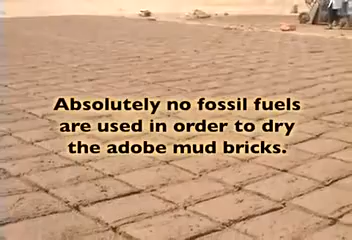 Absolutely no fossil fuels
are used in order to dry
the adobe mud bricks.